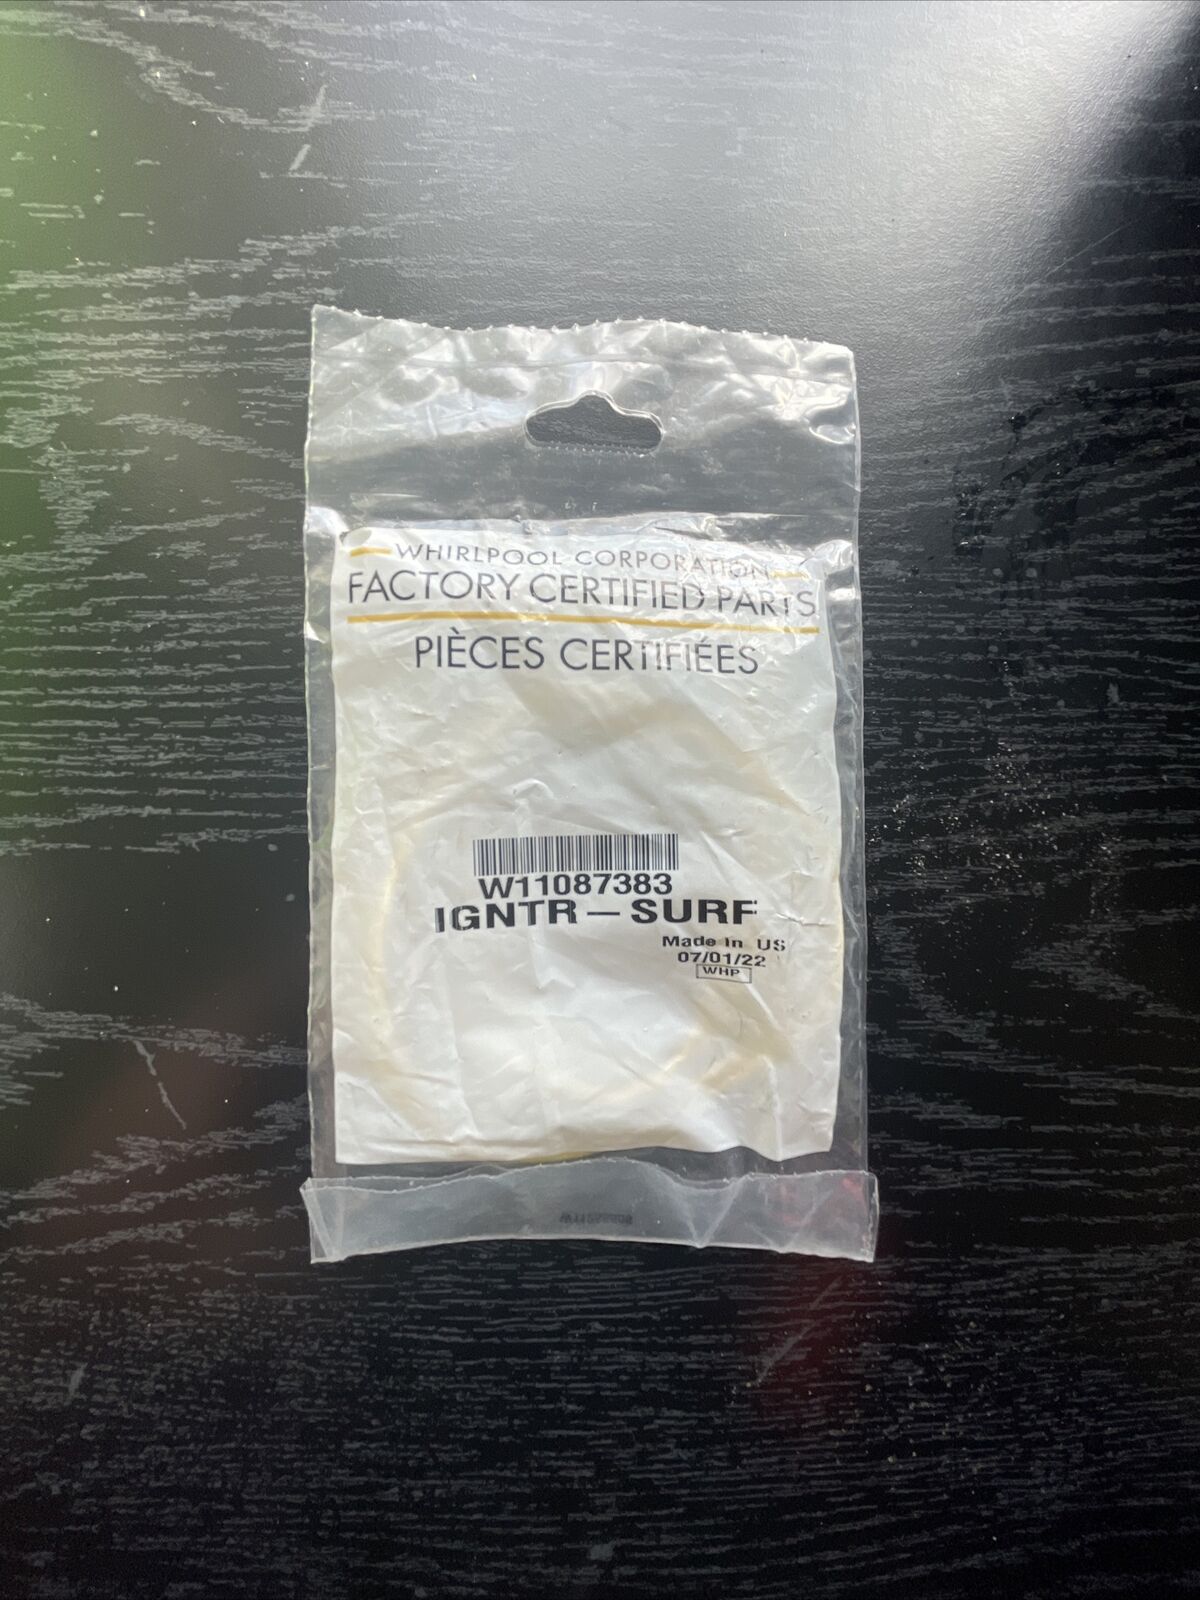 WHIRLPOOL CORPORATION
FACTORY CERTIFIED PARTS
PIÈCES CERTIFIÉES
W11087383
IGNTR – SURF
Made In US
07/01/22
WHP